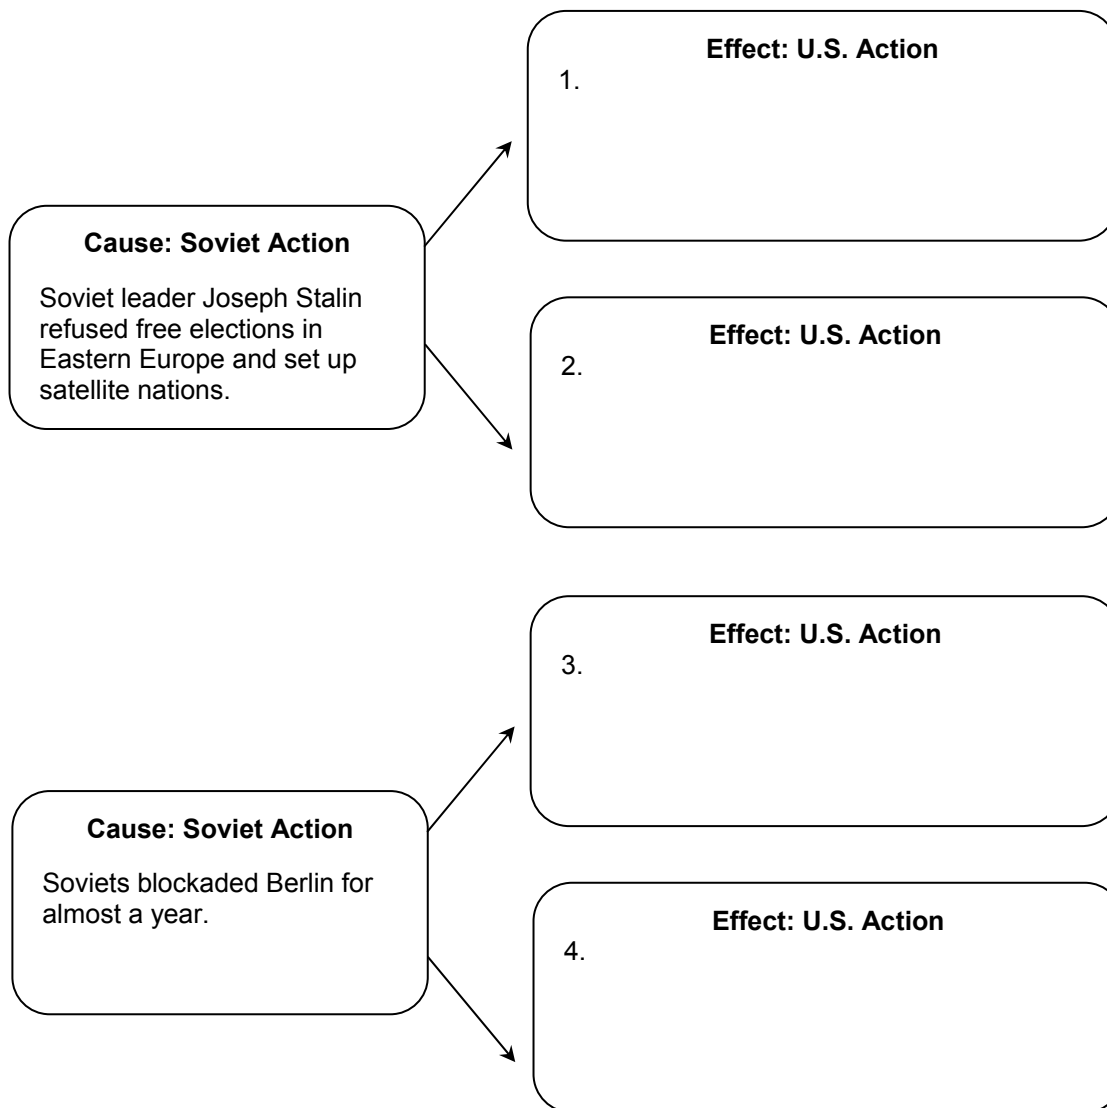 Effect: U.S. Action
1.
Cause: Soviet Action
Soviet leader Joseph Stalin
refused free elections in
Eastern Europe and set up
satellite nations.
Effect: U.S. Action
2.
Effect: U.S. Action
3.
Cause: Soviet Action
Soviets blockaded Berlin for
almost a year.
Effect: U.S. Action
4.